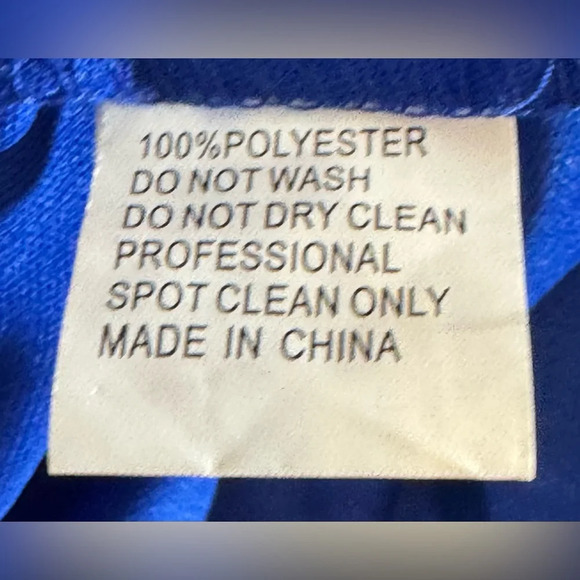 100%POLYESTER
DO NOT WASH
DO NOT DRY CLEAN
PROFESSIONAL
SPOT CLEAN ONLY
MADE IN CHINA